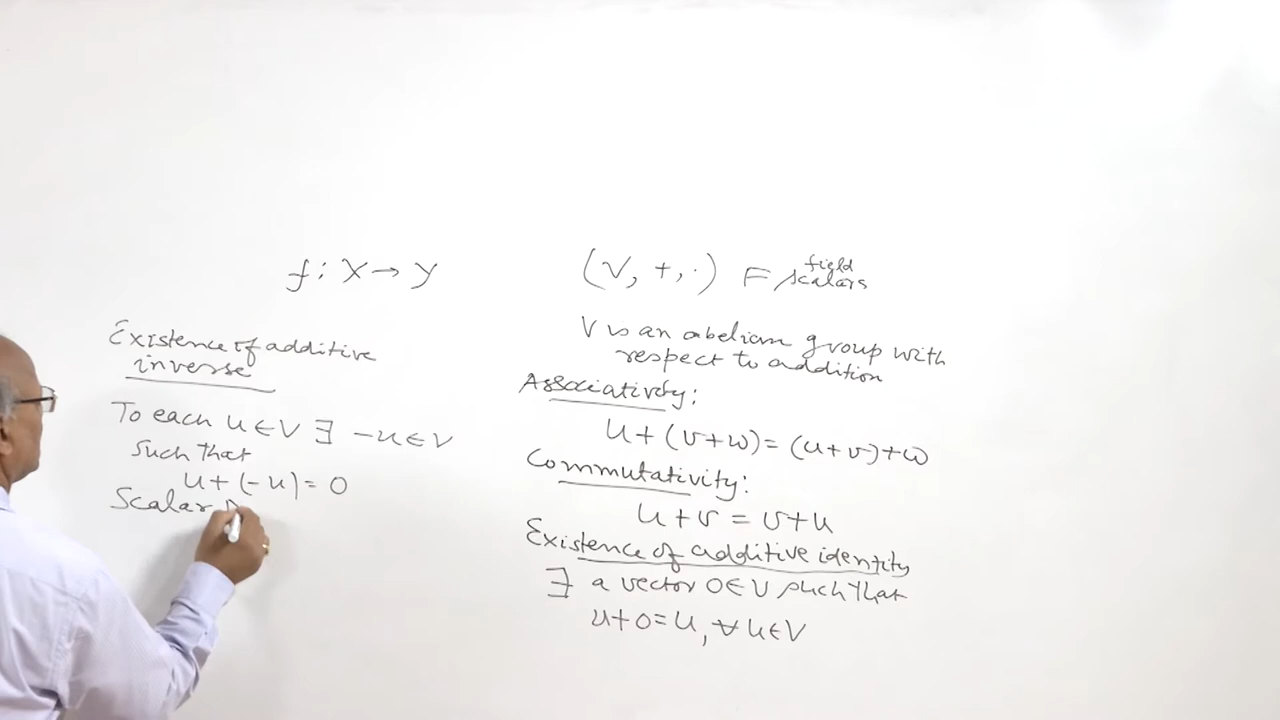 f : X → Y
Existence of additive
inverse
To each u ∈ V ∃ -u ∈ V
such that
u + (-u) = 0
Scalar
(V, +, ·) F field
scalars
V is an abelian group with
respect to addition
Associativity:
u + (v+w) = (u+v)+w
Commutativity:
u+v = v+u
Existence of additive identity
∃ a vector 0 ∈ V such that
u+0=u, ∀ u ∈ V